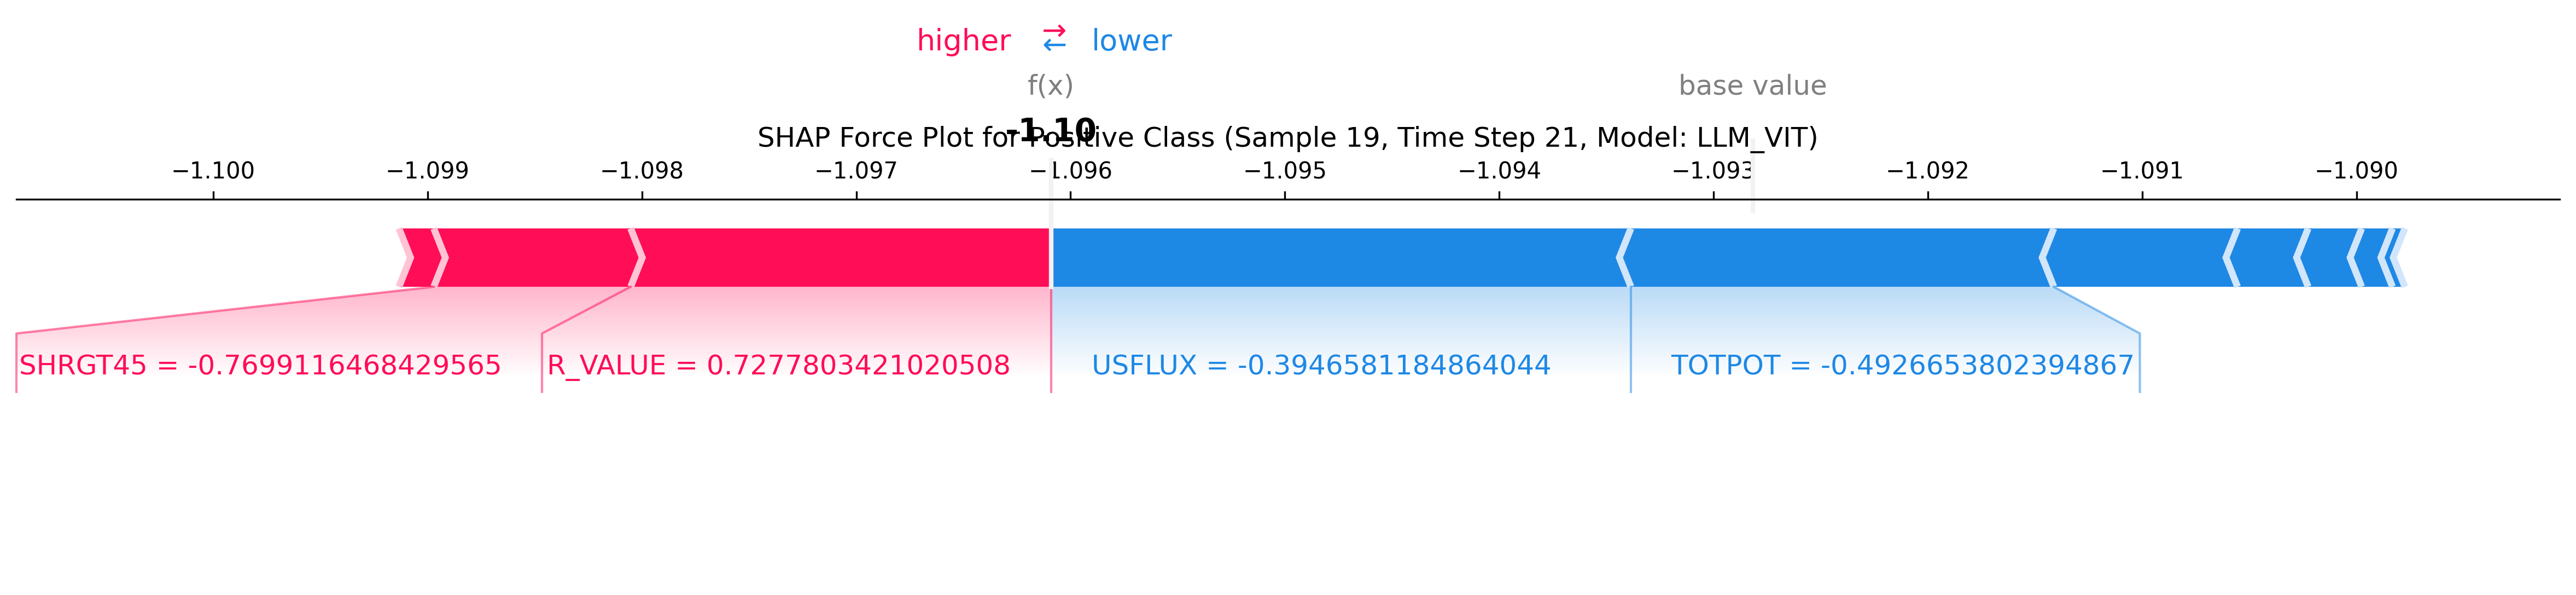 higher ⇄ lower
f(x) base value
-1.10
SHAP Force Plot for Positive Class (Sample 19, Time Step 21, Model: LLM_VIT)
−1.100 −1.099 −1.098 −1.097 −1.096 −1.095 −1.094 −1.093 −1.092 −1.091 −1.090
SHRGT45 = -0.7699116468429565 R_VALUE = 0.7277803421020508 USFLUX = -0.3946581184864044 TOTPOT = -0.4926653802394867